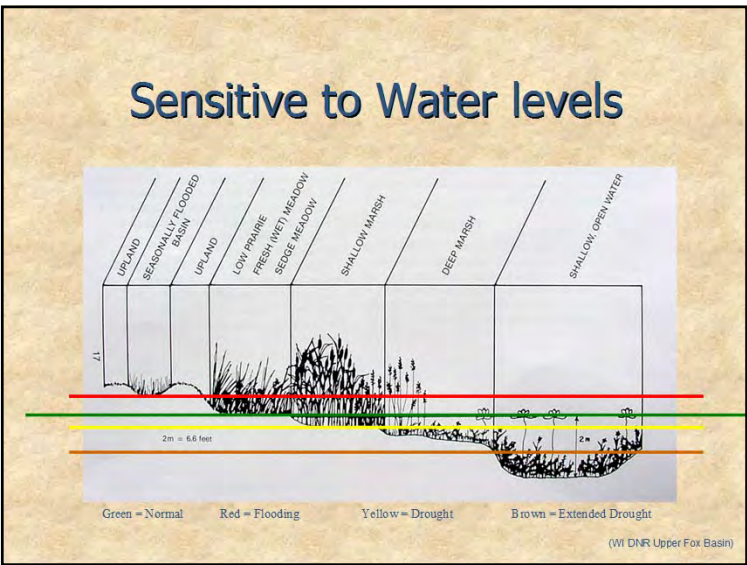 Sensitive to Water levels
UPLAND
SEASONALLY FLOODED
BASIN
UPLAND
LOW PRAIRIE
FRESH (WET) MEADOW
SEDGE MEADOW
SHALLOW MARSH
DEEP MARSH
SHALLOW, OPEN WATER
17
2m = 6.6 feet
2m
Green = Normal Red = Flooding Yellow = Drought Brown = Extended Drought
(WI DNR Upper Fox Basin)